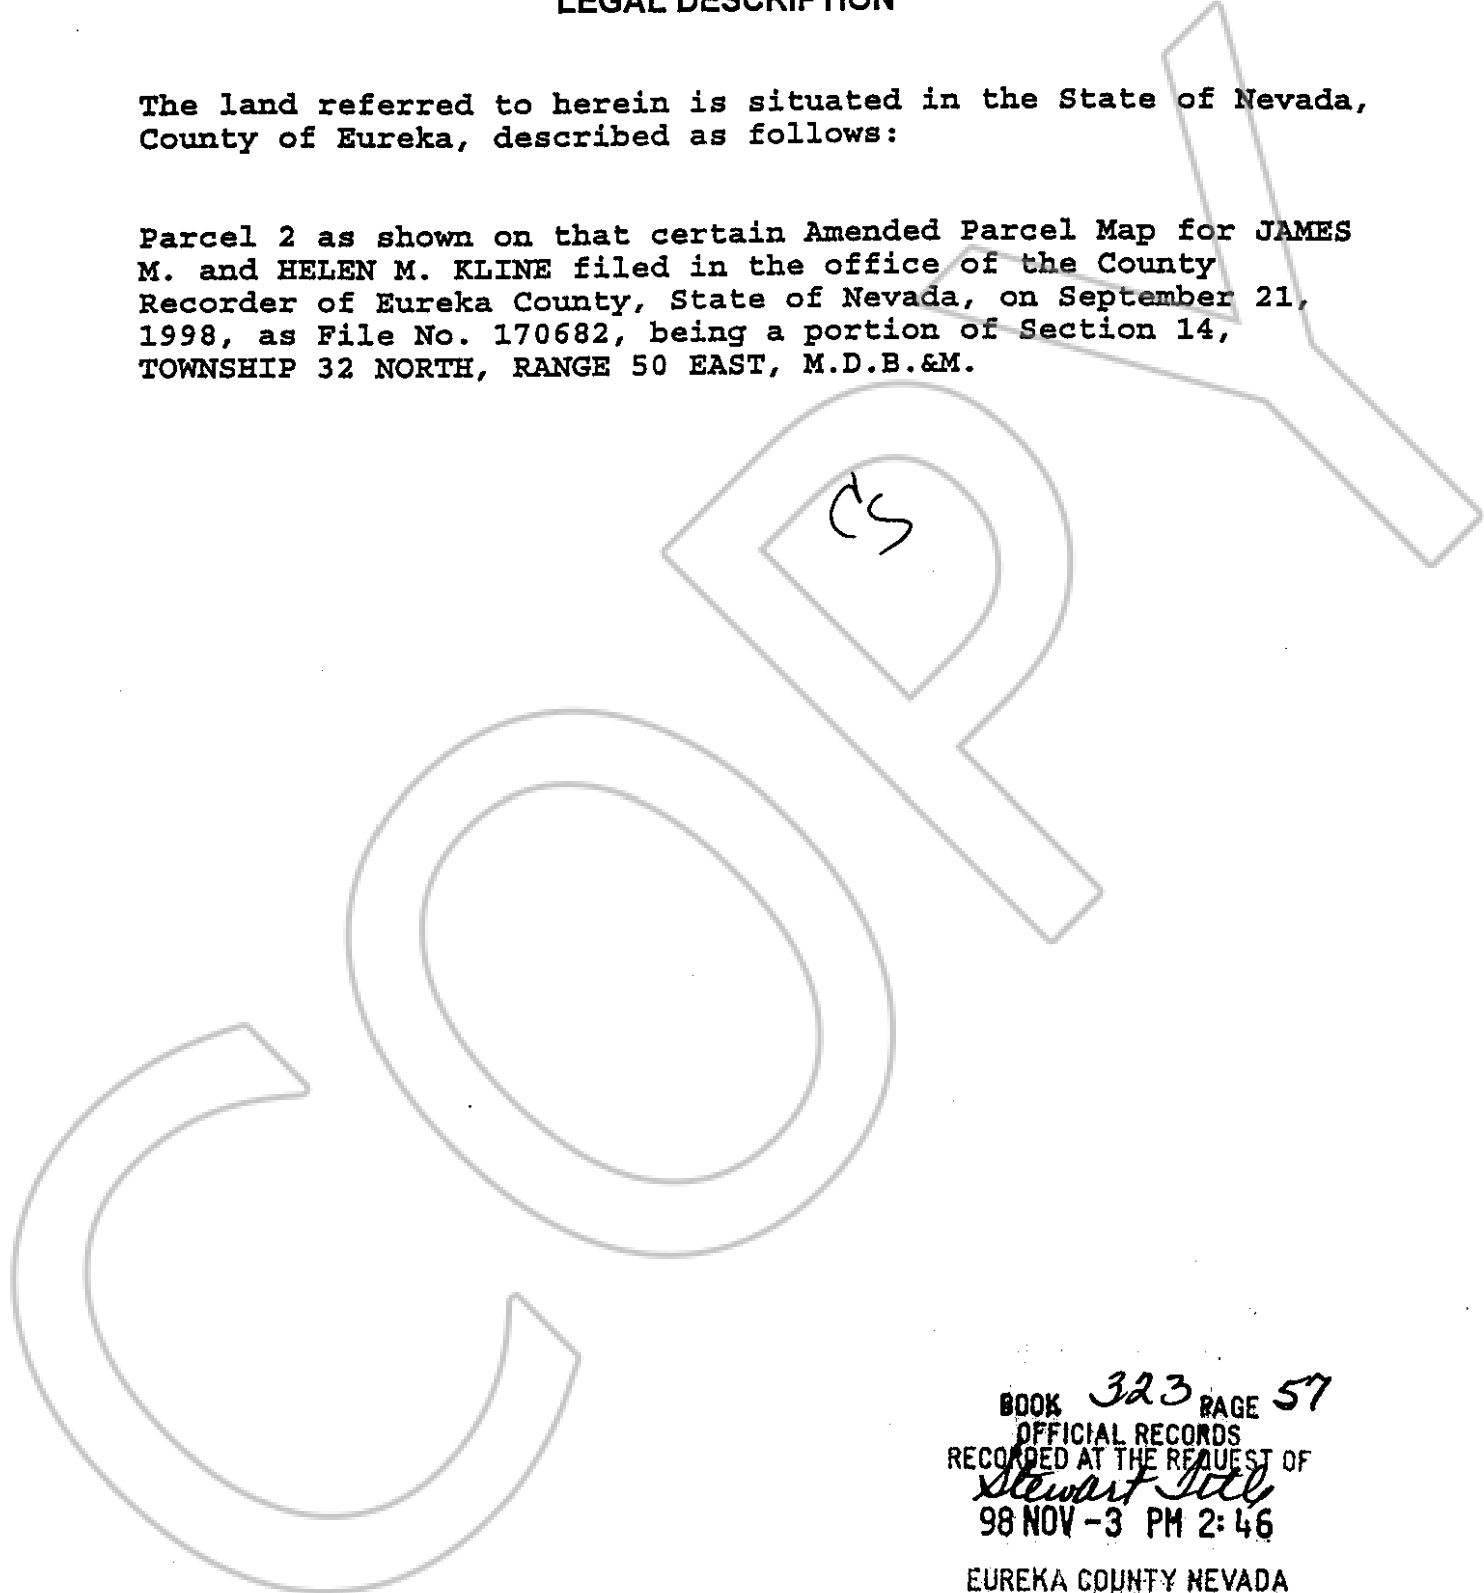 LEGAL DESCRIPTION
The land referred to herein is situated in the State of Nevada,
County of Eureka, described as follows:
Parcel 2 as shown on that certain Amended Parcel Map for JAMES
M. and HELEN M. KLINE filed in the office of the County
Recorder of Eureka County, State of Nevada, on September 21,
1998, as File No. 170682, being a portion of Section 14,
TOWNSHIP 32 NORTH, RANGE 50 EAST, M.D.B.&M.
CS
COPY
BOOK 323 PAGE 57
OFFICIAL RECORDS
RECORDED AT THE REQUEST OF
Stewart Title
98 NOV -3 PM 2:46
EUREKA COUNTY NEVADA